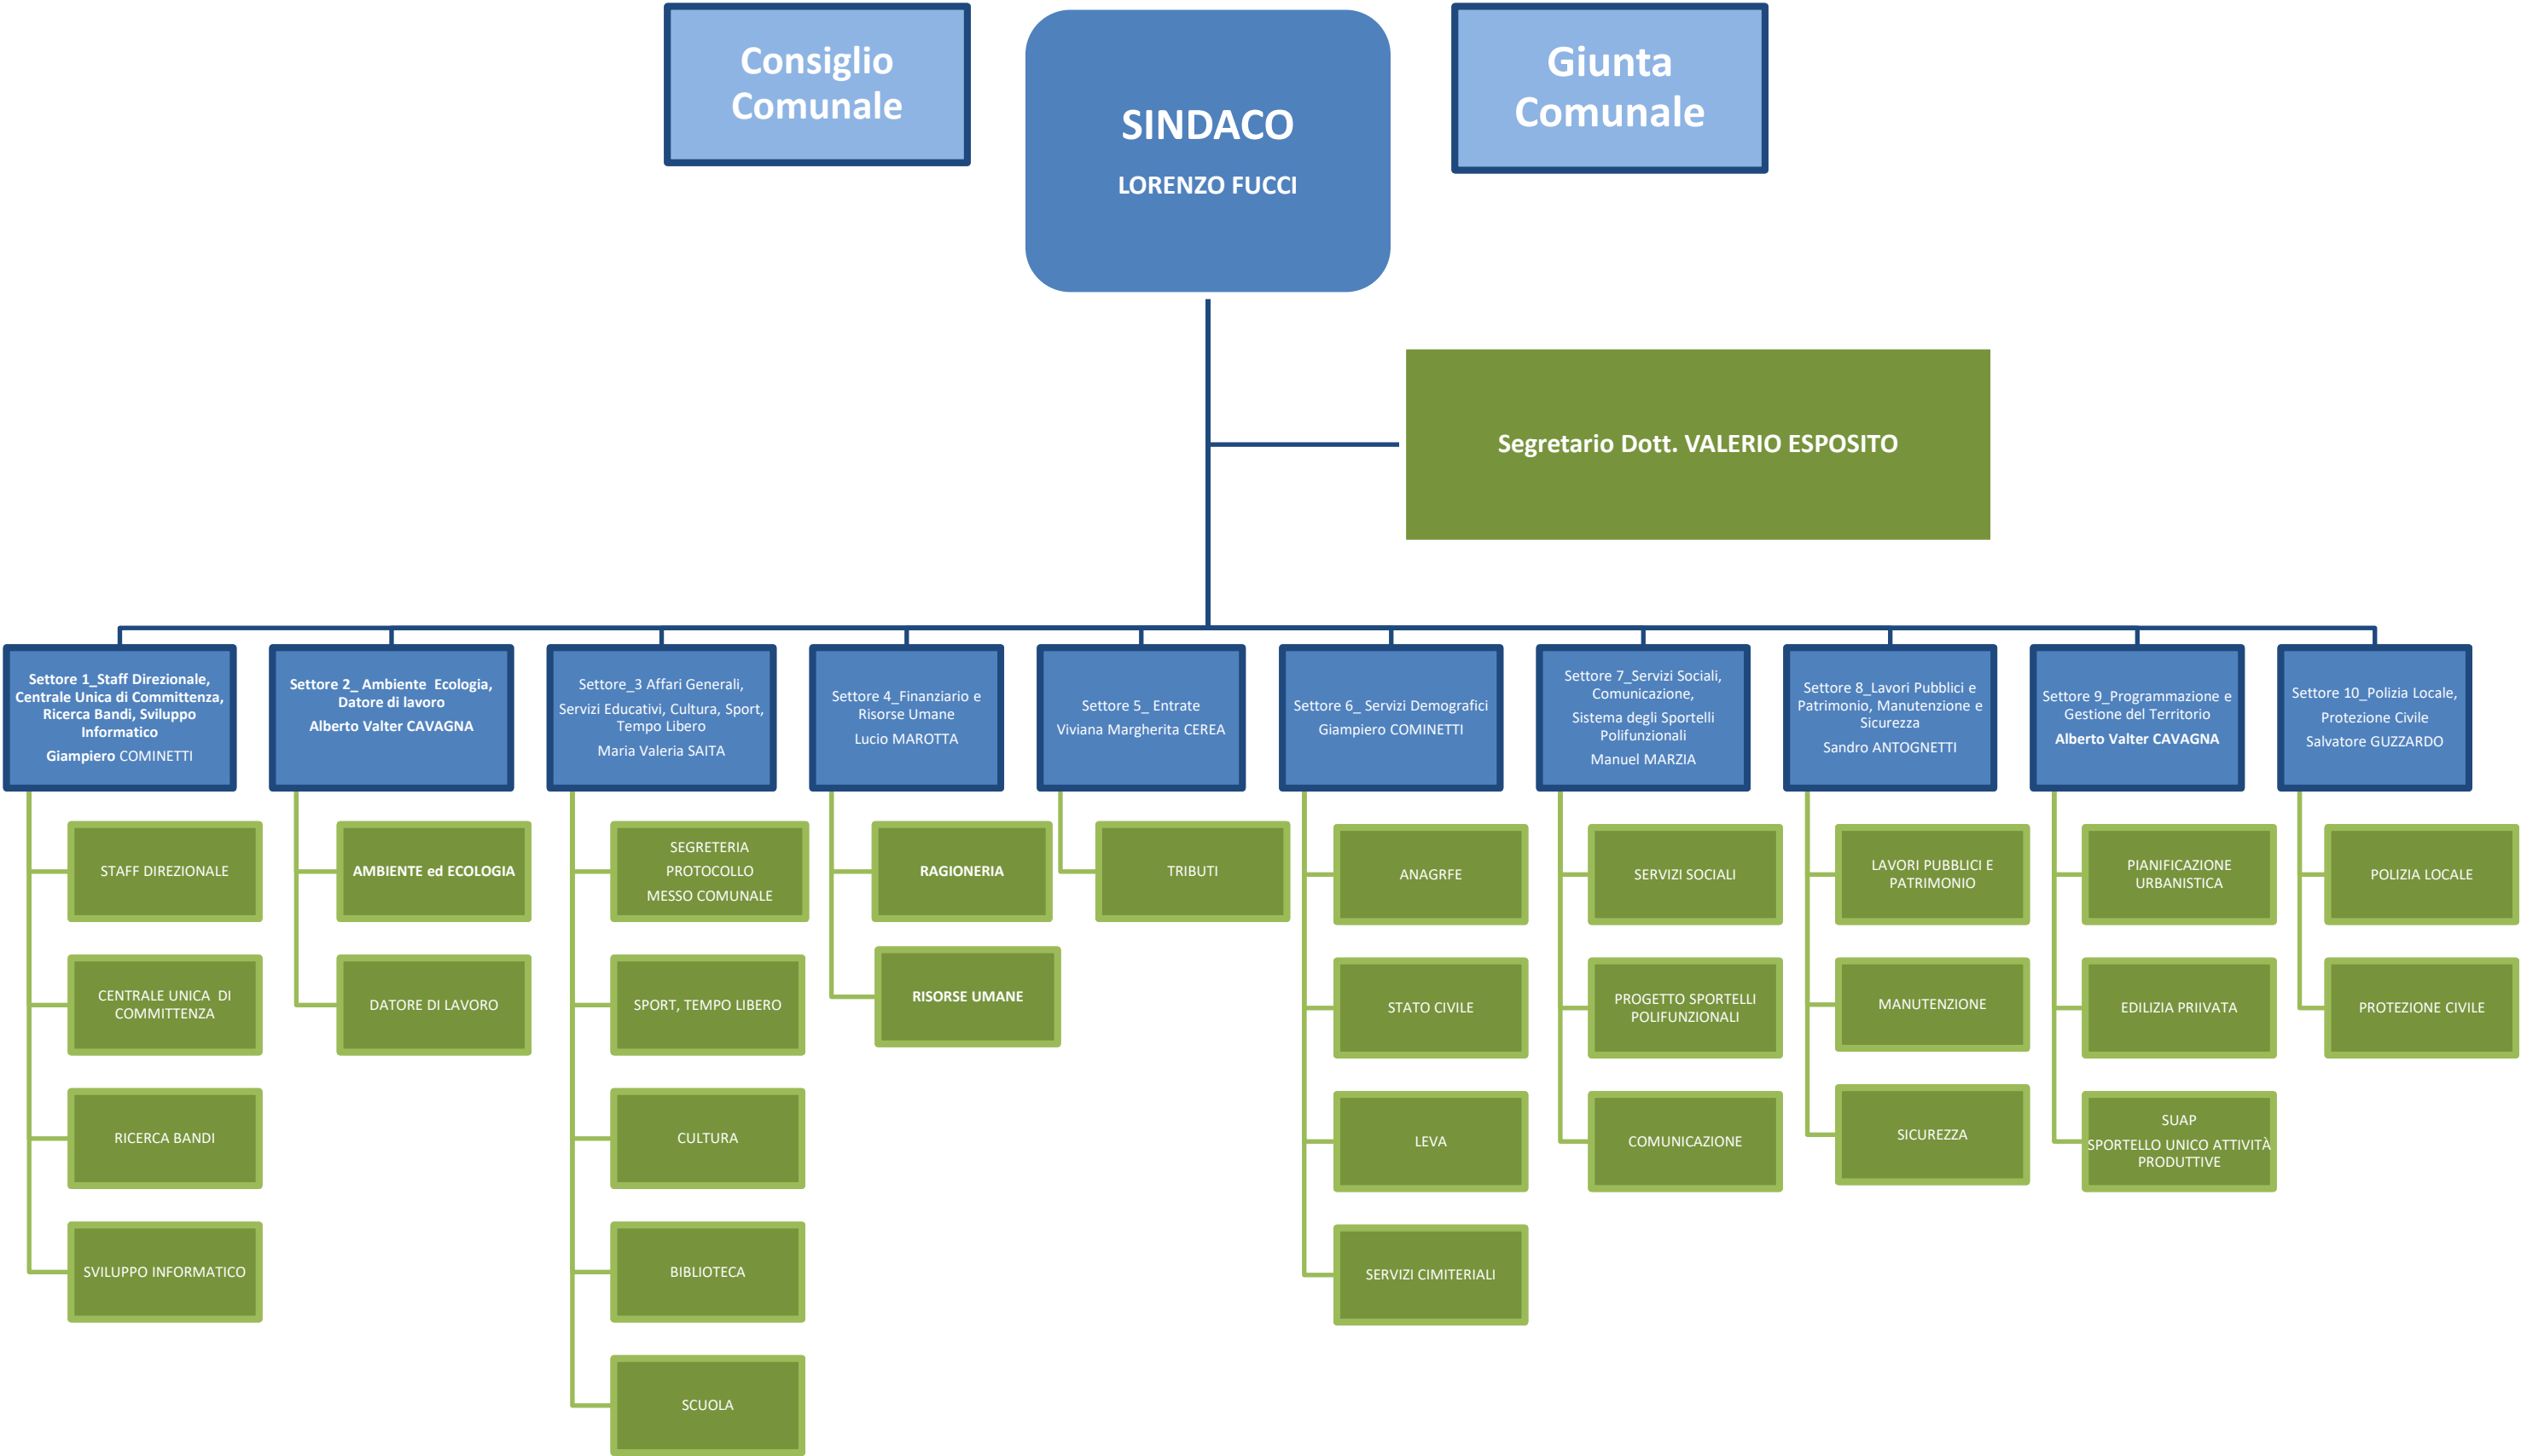 Consiglio
Comunale
SINDACO
LORENZO FUCCI
Giunta
Comunale
Segretario Dott. VALERIO ESPOSITO
Settore 1_Staff Direzionale,
Centrale Unica di Committenza,
Ricerca Bandi, Sviluppo
Informatico
Giampiero COMINETTI
STAFF DIREZIONALE
CENTRALE UNICA DI
COMMITTENZA
RICERCA BANDI
SVILUPPO INFORMATICO
Settore 2_ Ambiente Ecologia,
Datore di lavoro
Alberto Valter CAVAGNA
AMBIENTE ed ECOLOGIA
DATORE DI LAVORO
Settore_3 Affari Generali,
Servizi Educativi, Cultura, Sport,
Tempo Libero
Maria Valeria SAITA
SEGRETERIA
PROTOCOLLO
MESSO COMUNALE
SPORT, TEMPO LIBERO
CULTURA
BIBLIOTECA
SCUOLA
Settore 4_Finanziario e
Risorse Umane
Lucio MAROTTA
RAGIONERIA
RISORSE UMANE
Settore 5_ Entrate
Viviana Margherita CEREA
TRIBUTI
Settore 6_ Servizi Demografici
Giampiero COMINETTI
ANAGRFE
STATO CIVILE
LEVA
SERVIZI CIMITERIALI
Settore 7_Servizi Sociali,
Comunicazione,
Sistema degli Sportelli
Polifunzionali
Manuel MARZIA
SERVIZI SOCIALI
PROGETTO SPORTELLI
POLIFUNZIONALI
COMUNICAZIONE
Settore 8_Lavori Pubblici e
Patrimonio, Manutenzione e
Sicurezza
Sandro ANTOGNETTI
LAVORI PUBBLICI E
PATRIMONIO
MANUTENZIONE
SICUREZZA
Settore 9_Programmazione e
Gestione del Territorio
Alberto Valter CAVAGNA
PIANIFICAZIONE
URBANISTICA
EDILIZIA PRIIVATA
SUAP
SPORTELLO UNICO ATTIVITÀ
PRODUTTIVE
Settore 10_Polizia Locale,
Protezione Civile
Salvatore GUZZARDO
POLIZIA LOCALE
PROTEZIONE CIVILE